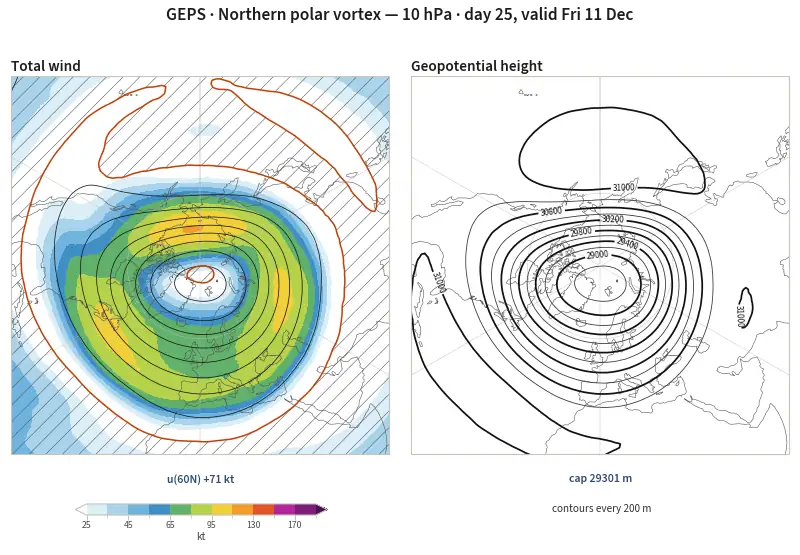 GEPS · Northern polar vortex — 10 hPa · day 25, valid Fri 11 Dec
Total wind
Geopotential height
31000
30600
30200
29800
29400
29000
31000
31000
u(60N) +71 kt
cap 29301 m
contours every 200 m
25 45 65 95 130 170
kt